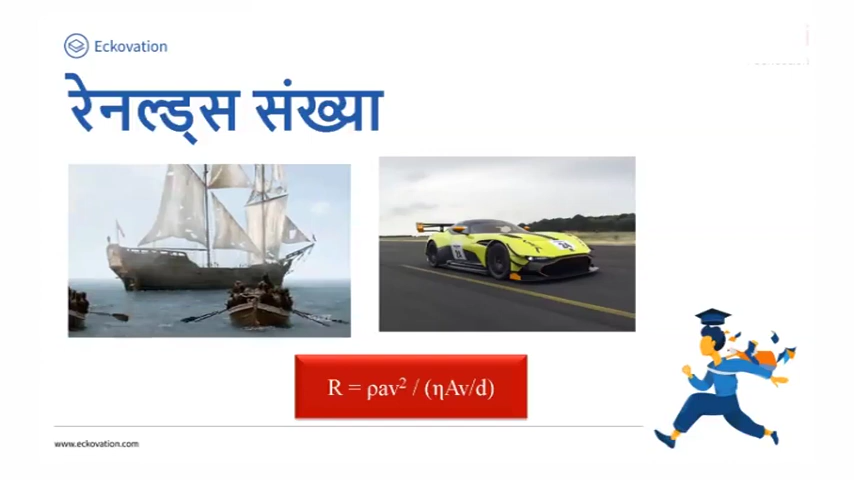 Eckovation
रेनल्ड्स संख्या
R = ρav² / (ηAv/d)
www.eckovation.com